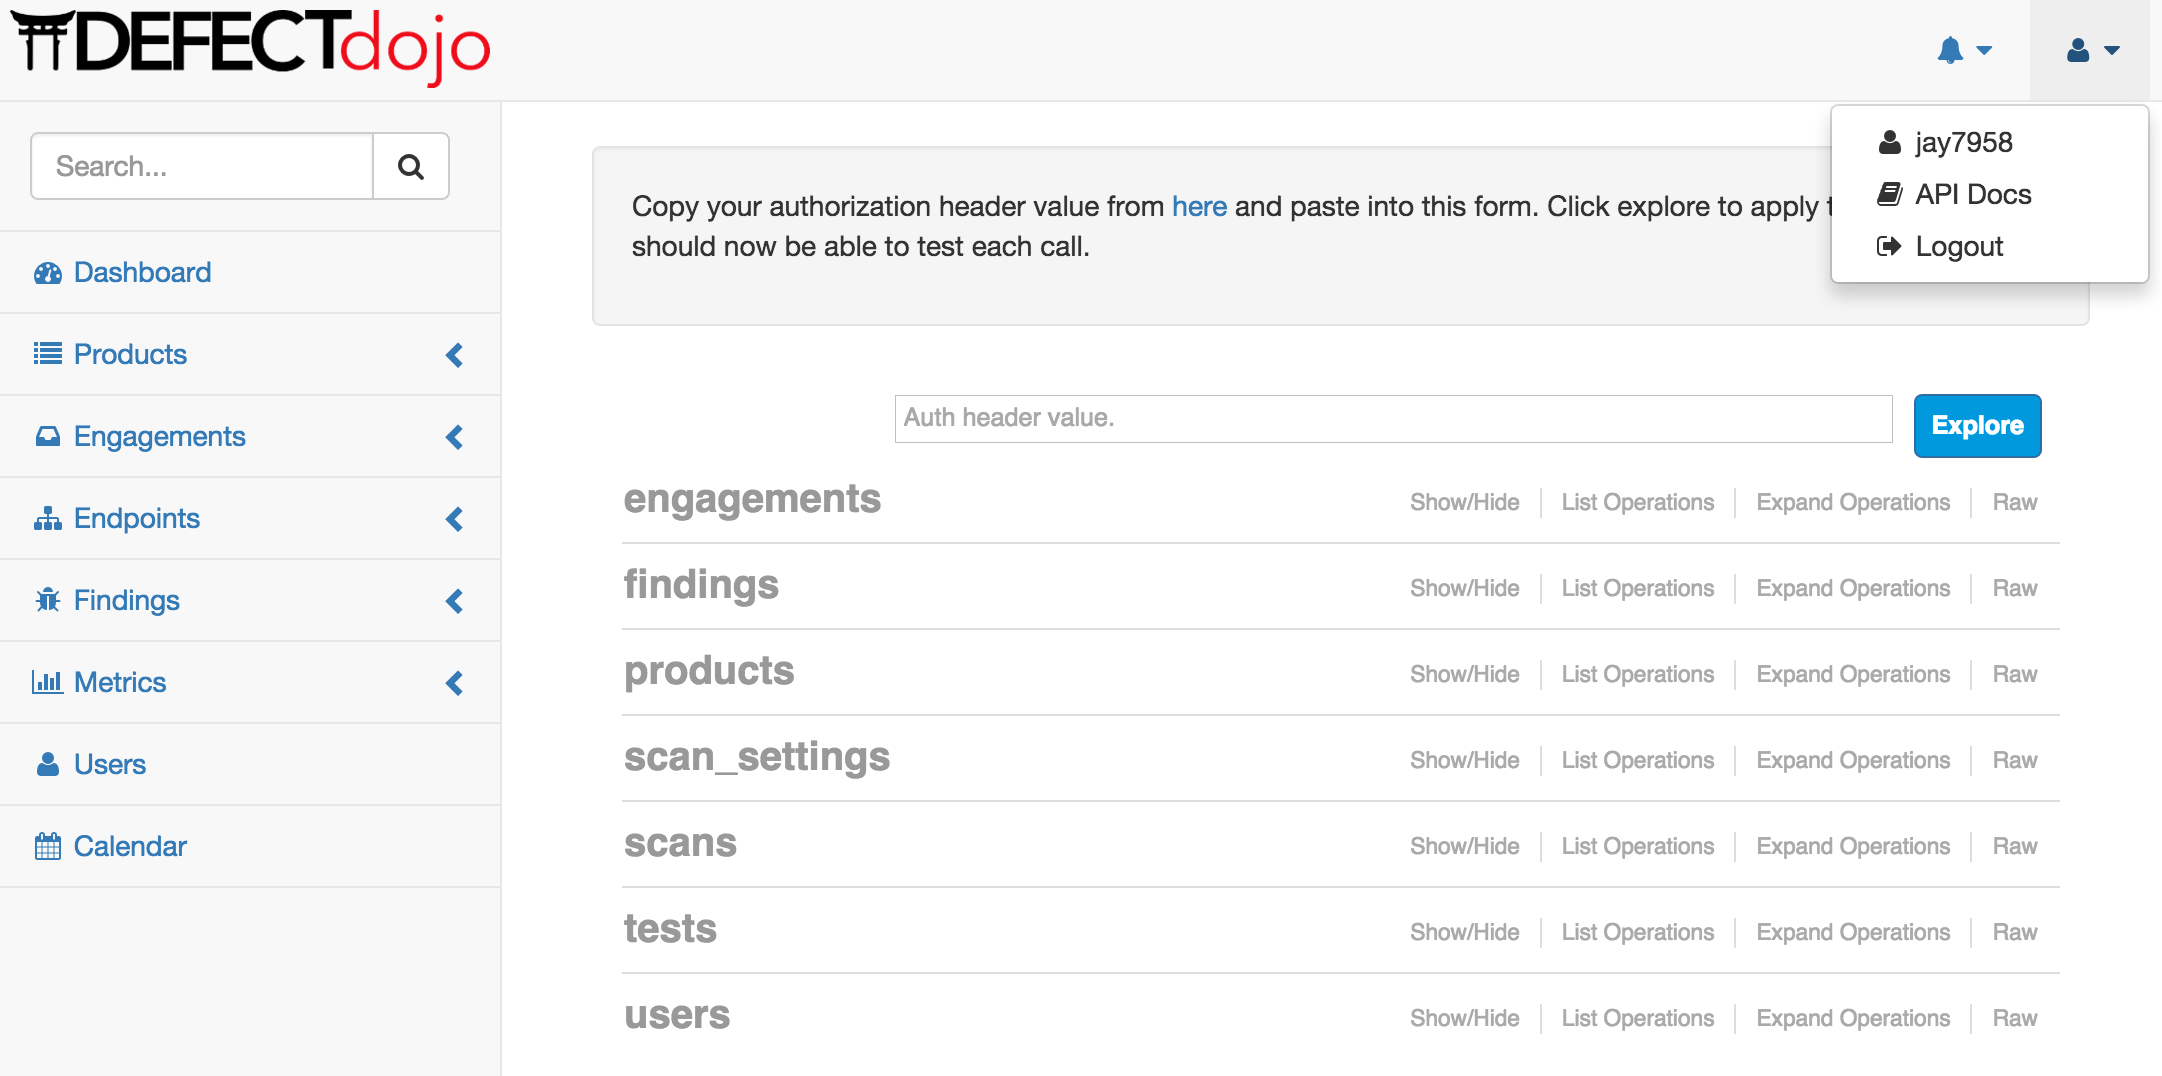 DEFECTdojo
jay7958
API Docs
Logout
Search...
Dashboard
Products
Engagements
Endpoints
Findings
Metrics
Users
Calendar
Copy your authorization header value from here and paste into this form. Click explore to apply
should now be able to test each call.
Auth header value.
Explore
engagements Show/Hide List Operations Expand Operations Raw
findings Show/Hide List Operations Expand Operations Raw
products Show/Hide List Operations Expand Operations Raw
scan_settings Show/Hide List Operations Expand Operations Raw
scans Show/Hide List Operations Expand Operations Raw
tests Show/Hide List Operations Expand Operations Raw
users Show/Hide List Operations Expand Operations Raw